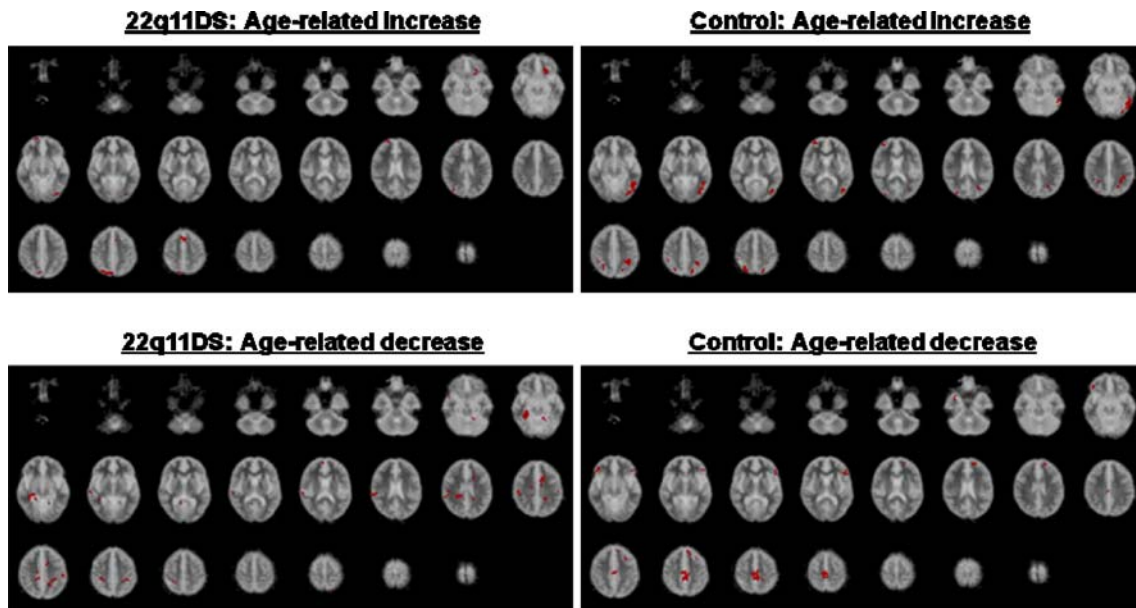 22q11DS: Age-related increase
Control: Age-related increase
22q11DS: Age-related decrease
Control: Age-related decrease